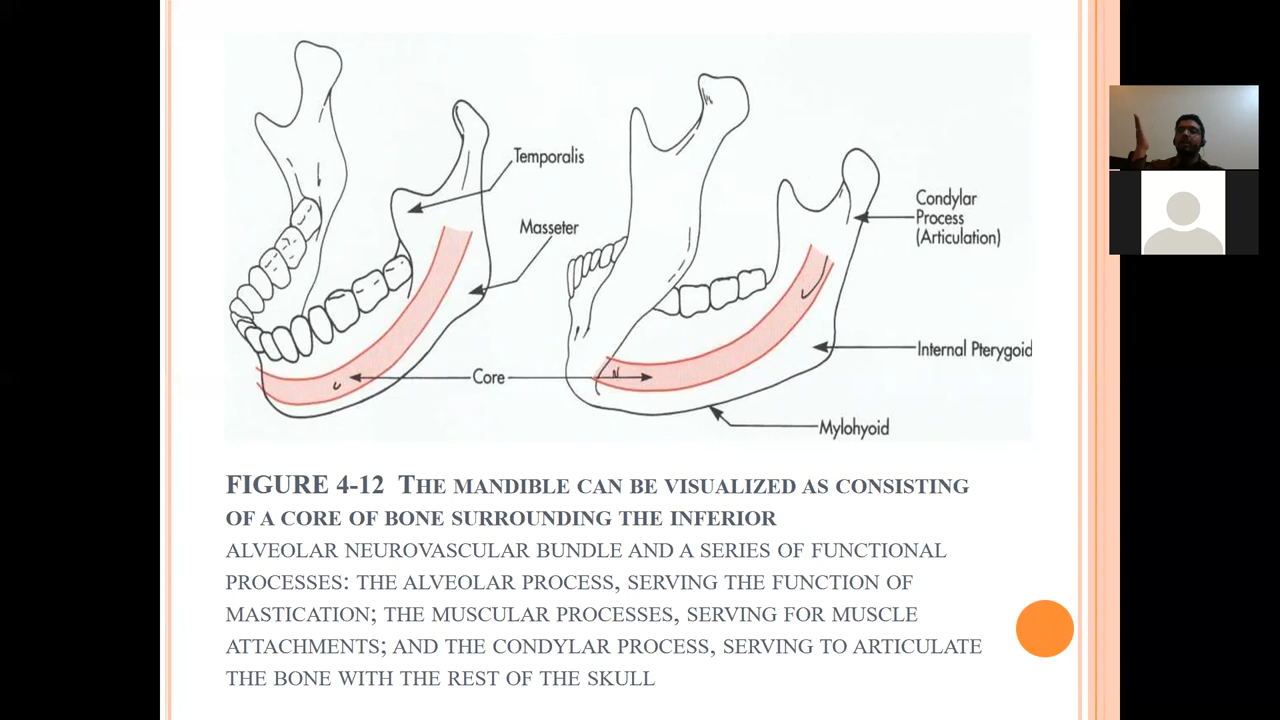 Temporalis
Masseter
Condylar
Process
(Articulation)
Internal Pterygoid
Core
Mylohyoid
FIGURE 4-12 THE MANDIBLE CAN BE VISUALIZED AS CONSISTING
OF A CORE OF BONE SURROUNDING THE INFERIOR
ALVEOLAR NEUROVASCULAR BUNDLE AND A SERIES OF FUNCTIONAL
PROCESSES: THE ALVEOLAR PROCESS, SERVING THE FUNCTION OF
MASTICATION; THE MUSCULAR PROCESSES, SERVING FOR MUSCLE
ATTACHMENTS; AND THE CONDYLAR PROCESS, SERVING TO ARTICULATE
THE BONE WITH THE REST OF THE SKULL